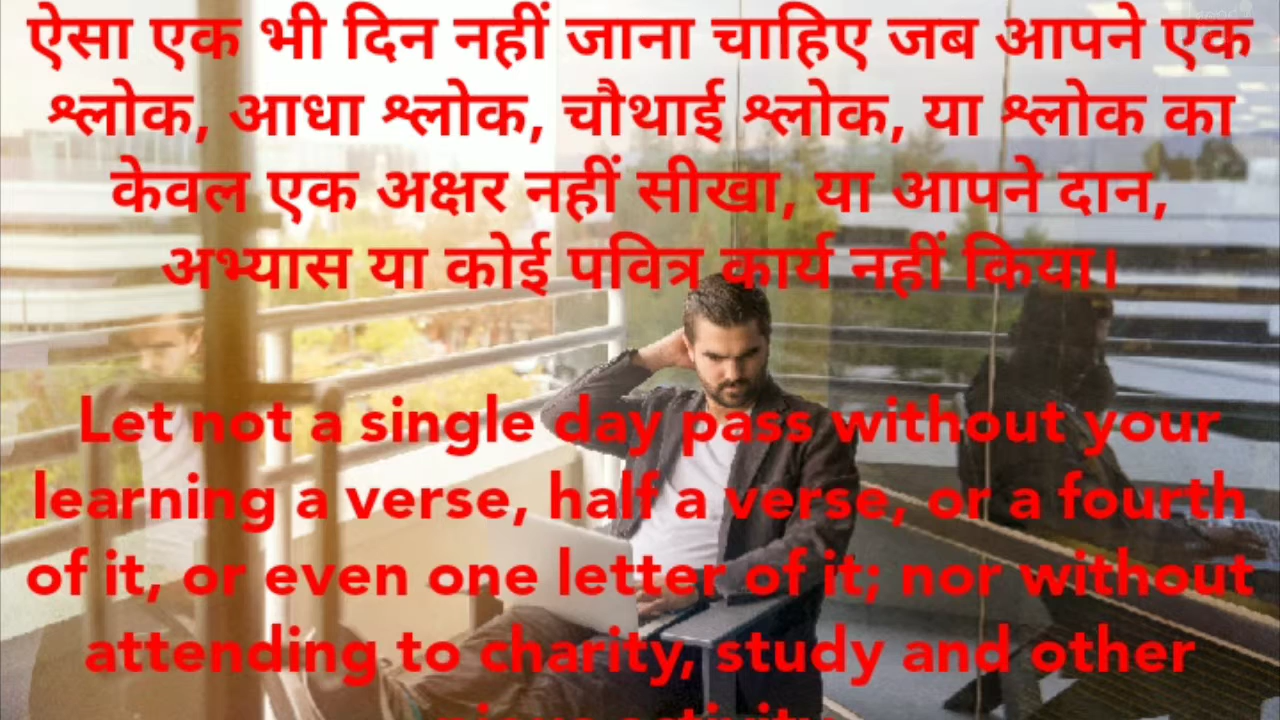 ऐसा एक भी दिन नहीं जाना चाहिए जब आपने एक
श्लोक, आधा श्लोक, चौथाई श्लोक, या श्लोक का
केवल एक अक्षर नहीं सीखा, या आपने दान,
अभ्यास या कोई पवित्र कार्य नहीं किया।
Let not a single day pass without your
learning a verse, half a verse, or a fourth
of it, or even one letter of it; nor without
attending to charity, study and other